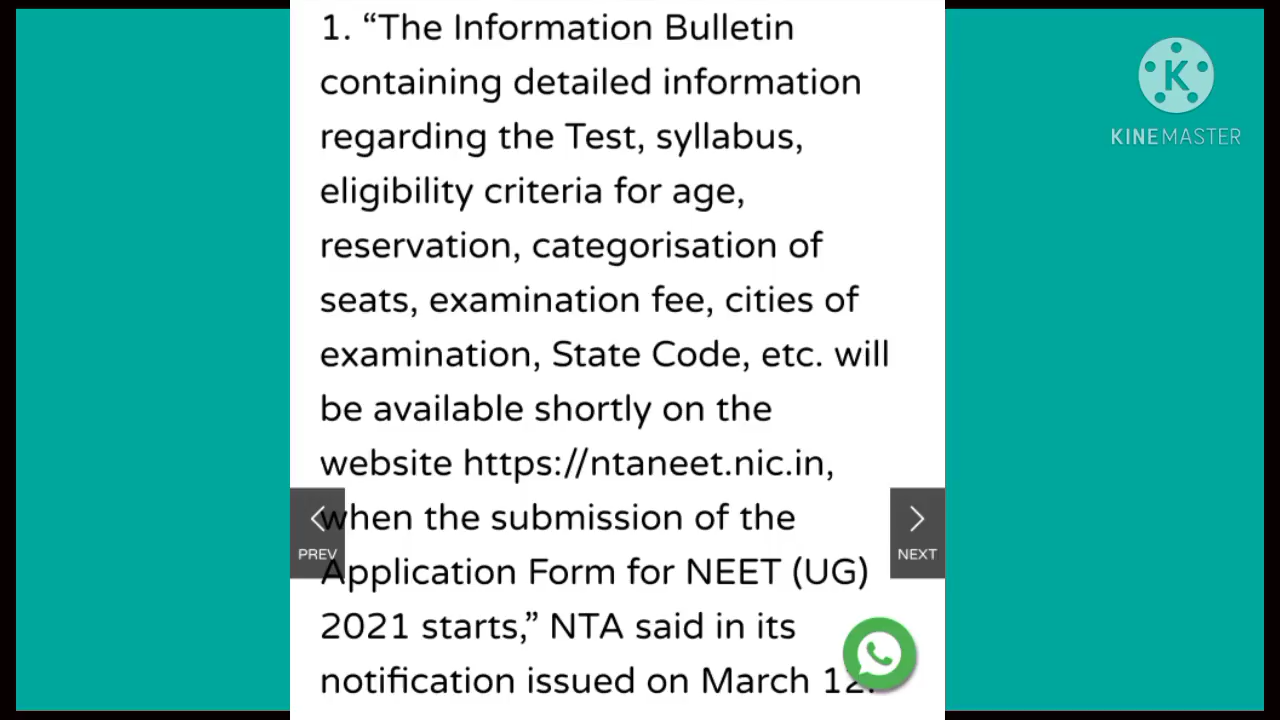 1. “The Information Bulletin
containing detailed information
regarding the Test, syllabus,
eligibility criteria for age,
reservation, categorisation of
seats, examination fee, cities of
examination, State Code, etc. will
be available shortly on the
website https://ntaneet.nic.in,
when the submission of the
Application Form for NEET (UG)
2021 starts,” NTA said in its
notification issued on March 12.
PREV
NEXT
K
KINEMASTER